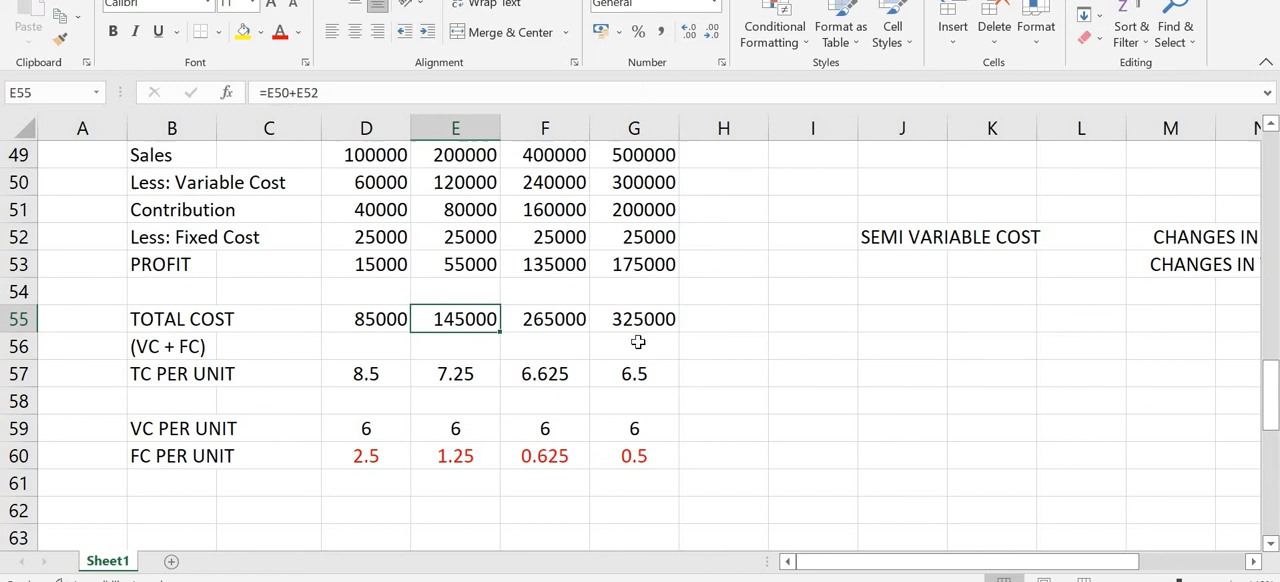 Calibri 11 Wrap Text General
Paste B I U A Merge & Center % , Conditional Formatting Format as Table Cell Styles Insert Delete Format Sort & Filter Find & Select
Clipboard Font Alignment Number Styles Cells Editing
E55 fx =E50+E52
A B C D E F G H I J K L M N
49 Sales 100000 200000 400000 500000
50 Less: Variable Cost 60000 120000 240000 300000
51 Contribution 40000 80000 160000 200000
52 Less: Fixed Cost 25000 25000 25000 25000 SEMI VARIABLE COST CHANGES IN
53 PROFIT 15000 55000 135000 175000 CHANGES IN
54
55 TOTAL COST 85000 145000 265000 325000
56 (VC + FC)
57 TC PER UNIT 8.5 7.25 6.625 6.5
58
59 VC PER UNIT 6 6 6 6
60 FC PER UNIT 2.5 1.25 0.625 0.5
61
62
63
Sheet1